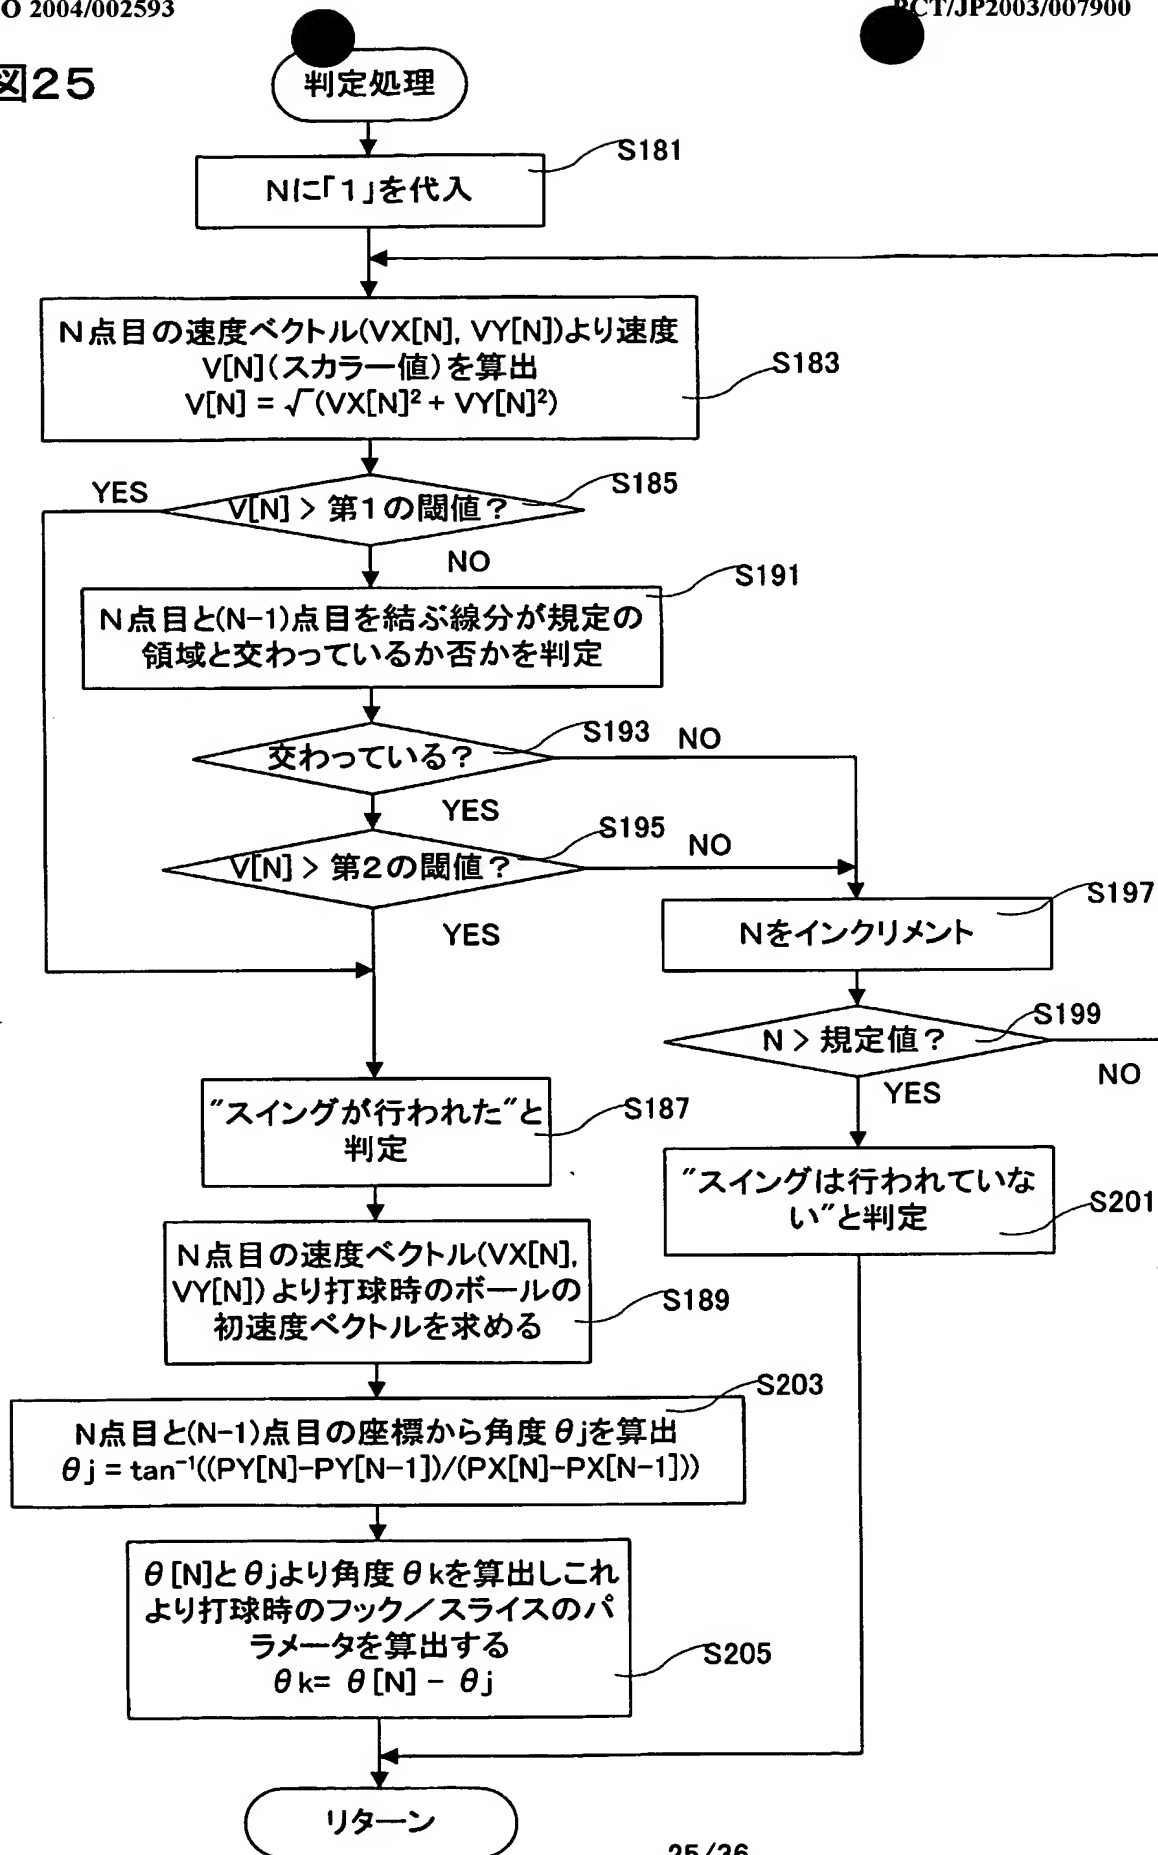 O 2004/002593
PCT/JP2003/007900
図25
判定処理
S181
Nに「1」を代入
N点目の速度ベクトル(VX[N], VY[N])より速度
V[N](スカラー値)を算出
V[N] = √(VX[N]² + VY[N]²)
S183
S185
YES
V[N] > 第1の閾値?
NO
S191
N点目と(N-1)点目を結ぶ線分が規定の
領域と交わっているか否かを判定
S193
NO
交わっている?
YES
S195
NO
V[N] > 第2の閾値?
YES
S197
Nをインクリメント
S199
N > 規定値?
NO
YES
"スイングが行われた"と
判定
S187
"スイングは行われていな
い"と判定
S201
N点目の速度ベクトル(VX[N],
VY[N])より打球時のボールの
初速度ベクトルを求める
S189
S203
N点目と(N-1)点目の座標から角度θjを算出
θj = tan⁻¹((PY[N]-PY[N-1])/(PX[N]-PX[N-1]))
θ[N]とθjより角度θkを算出しこれ
より打球時のフック/スライスのパ
ラメータを算出する
θk= θ[N] - θj
S205
リターン
25/36